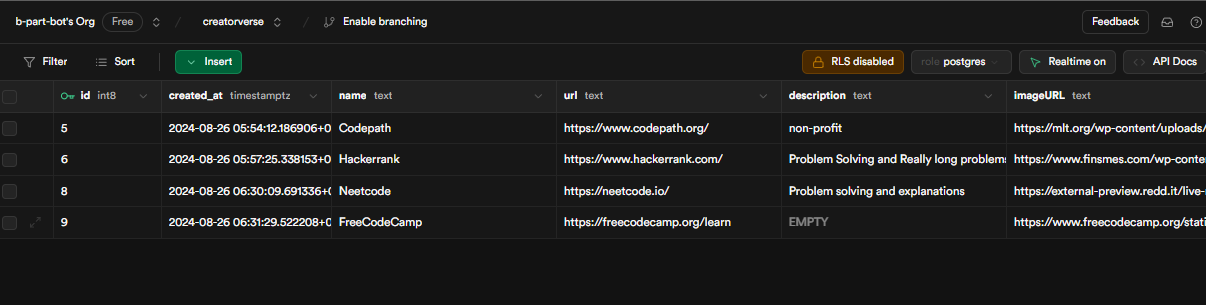 b-part-bot's Org Free / creatorverse / Enable branching Feedback
Filter Sort Insert RLS disabled role postgres Realtime on API Docs
id int8 created_at timestamptz name text url text description text imageURL text
5 2024-08-26 05:54:12.186906+0 Codepath https://www.codepath.org/ non-profit https://mlt.org/wp-content/uploads/
6 2024-08-26 05:57:25.338153+0 Hackerrank https://www.hackerrank.com/ Problem Solving and Really long problems https://www.finsmes.com/wp-conte
8 2024-08-26 06:30:09.691336+0 Neetcode https://neetcode.io/ Problem solving and explanations https://external-preview.redd.it/live-
9 2024-08-26 06:31:29.522208+0 FreeCodeCamp https://freecodecamp.org/learn EMPTY https://www.freecodecamp.org/stati